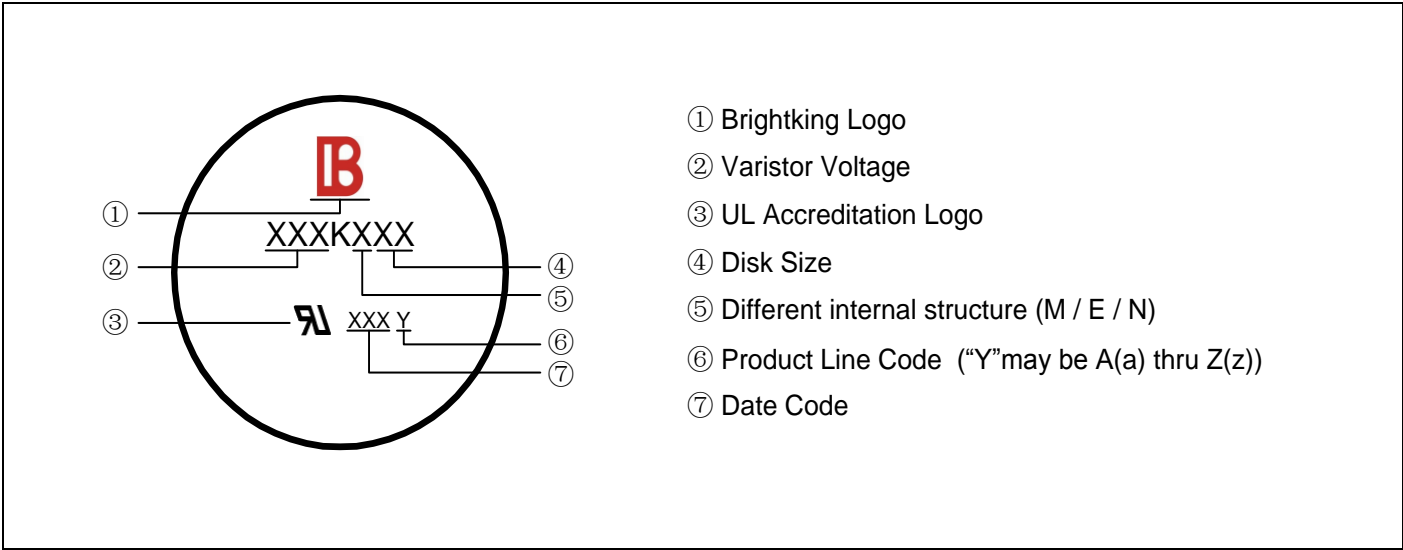 B
① XXXKXXX
② ④
⑤
③ RU XXX Y
⑥
⑦
① Brightking Logo
② Varistor Voltage
③ UL Accreditation Logo
④ Disk Size
⑤ Different internal structure (M / E / N)
⑥ Product Line Code (“Y”may be A(a) thru Z(z))
⑦ Date Code